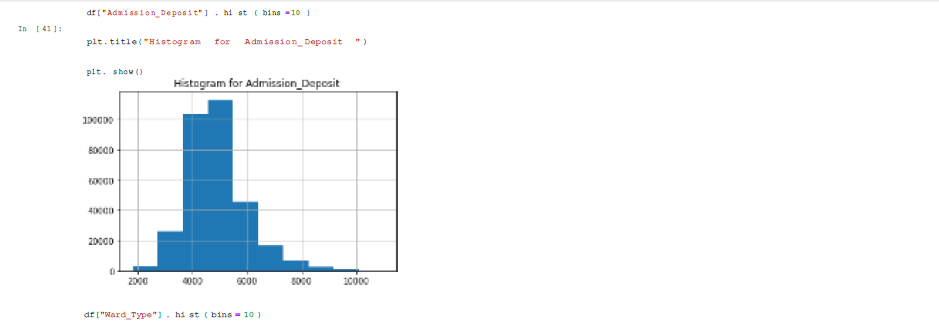 df["Admission_Deposit"] . hi st ( bins =10 )
In [41]:
plt.title("Histogram for Admission_Deposit ")
plt. show()
Histogram for Admission_Deposit
100000
80000
60000
40000
20000
0
2000 4000 6000 8000 10000
df["Ward_Type"] . hi st ( bins = 10 )